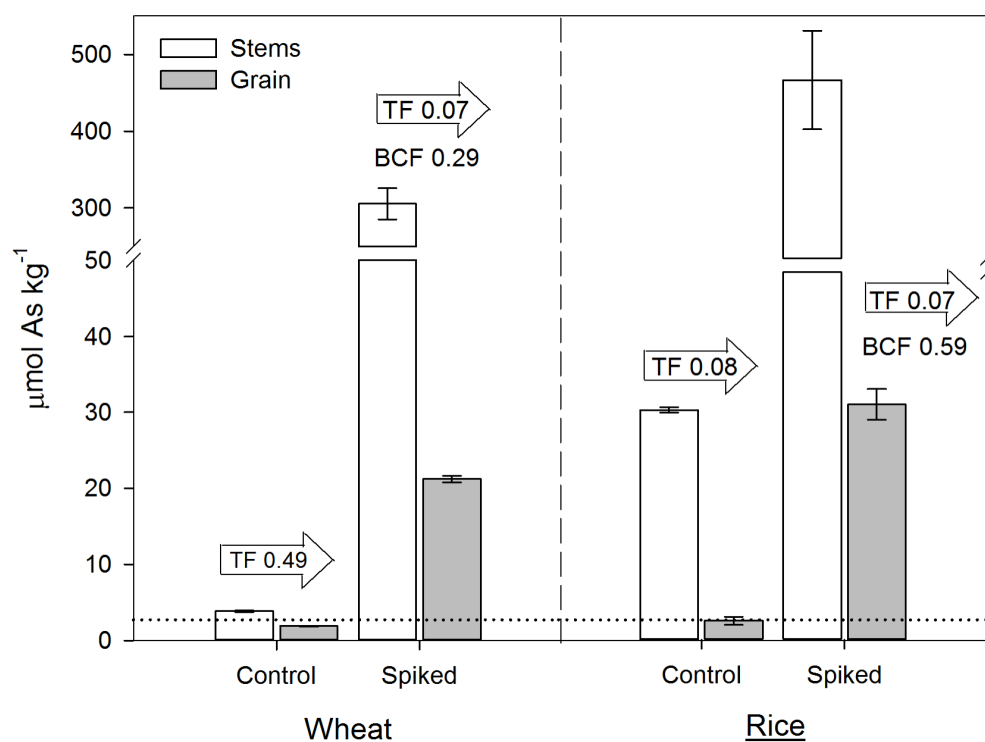 Stems
Grain
500
400
300
50
40
30
20
10
0
μmol As kg⁻¹
TF 0.07
BCF 0.29
TF 0.49
TF 0.08
TF 0.07
BCF 0.59
Control
Spiked
Control
Spiked
Wheat
Rice